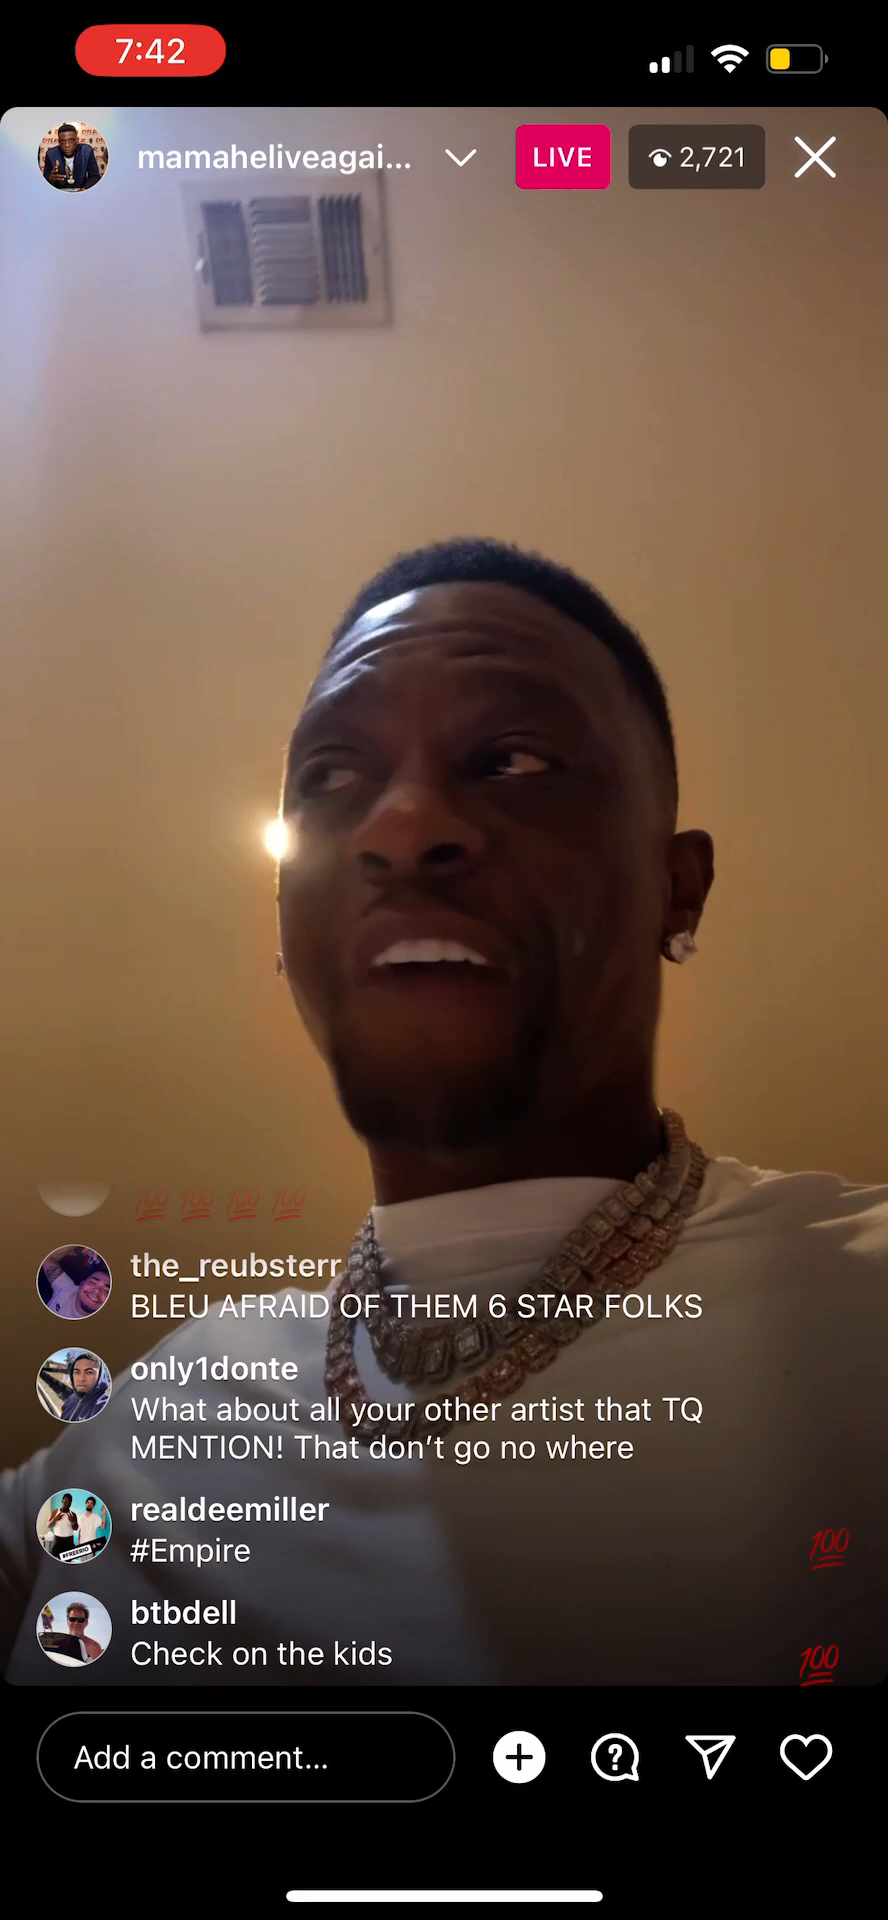 7:42
mamaheliveagai...
LIVE
2,721
💯 💯 💯 💯
the_reubsterr
BLEU AFRAID OF THEM 6 STAR FOLKS
only1donte
What about all your other artist that TQ
MENTION! That don't go no where
realdeemiller
#Empire
💯
btbdell
Check on the kids
💯
Add a comment...